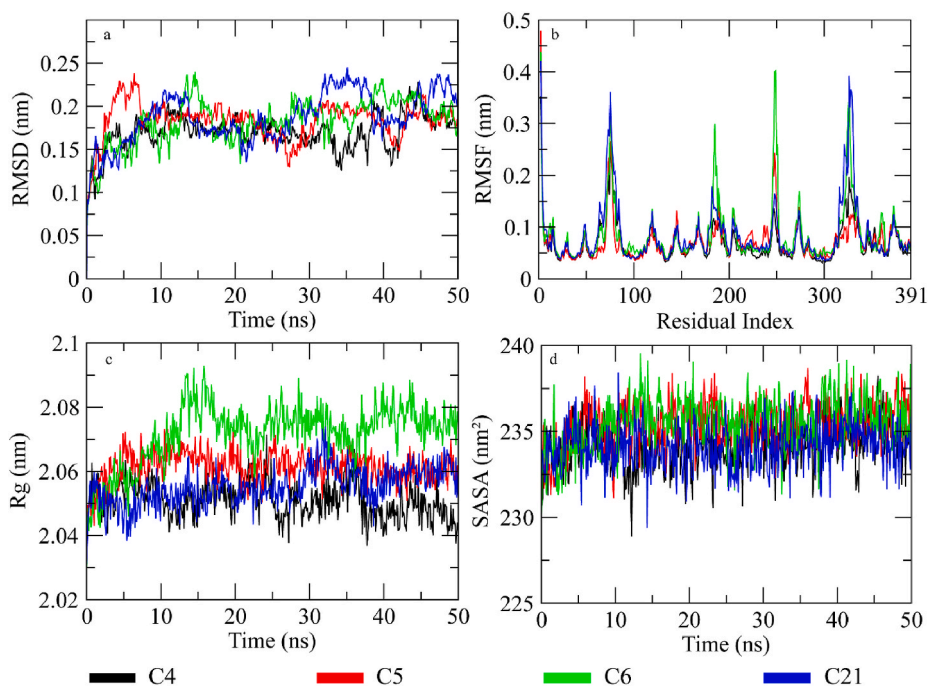 a
0.25
0.2
0.15
0.1
0.05
0
RMSD (nm)
0 10 20 30 40 50
Time (ns)
b
0.5
0.4
0.3
0.2
0.1
0
RMSF (nm)
0 100 200 300 391
Residual Index
c
2.1
2.08
2.06
2.04
2.02
Rg (nm)
0 10 20 30 40 50
Time (ns)
d
240
235
230
225
SASA (nm²)
0 10 20 30 40 50
Time (ns)
C4 C5 C6 C21